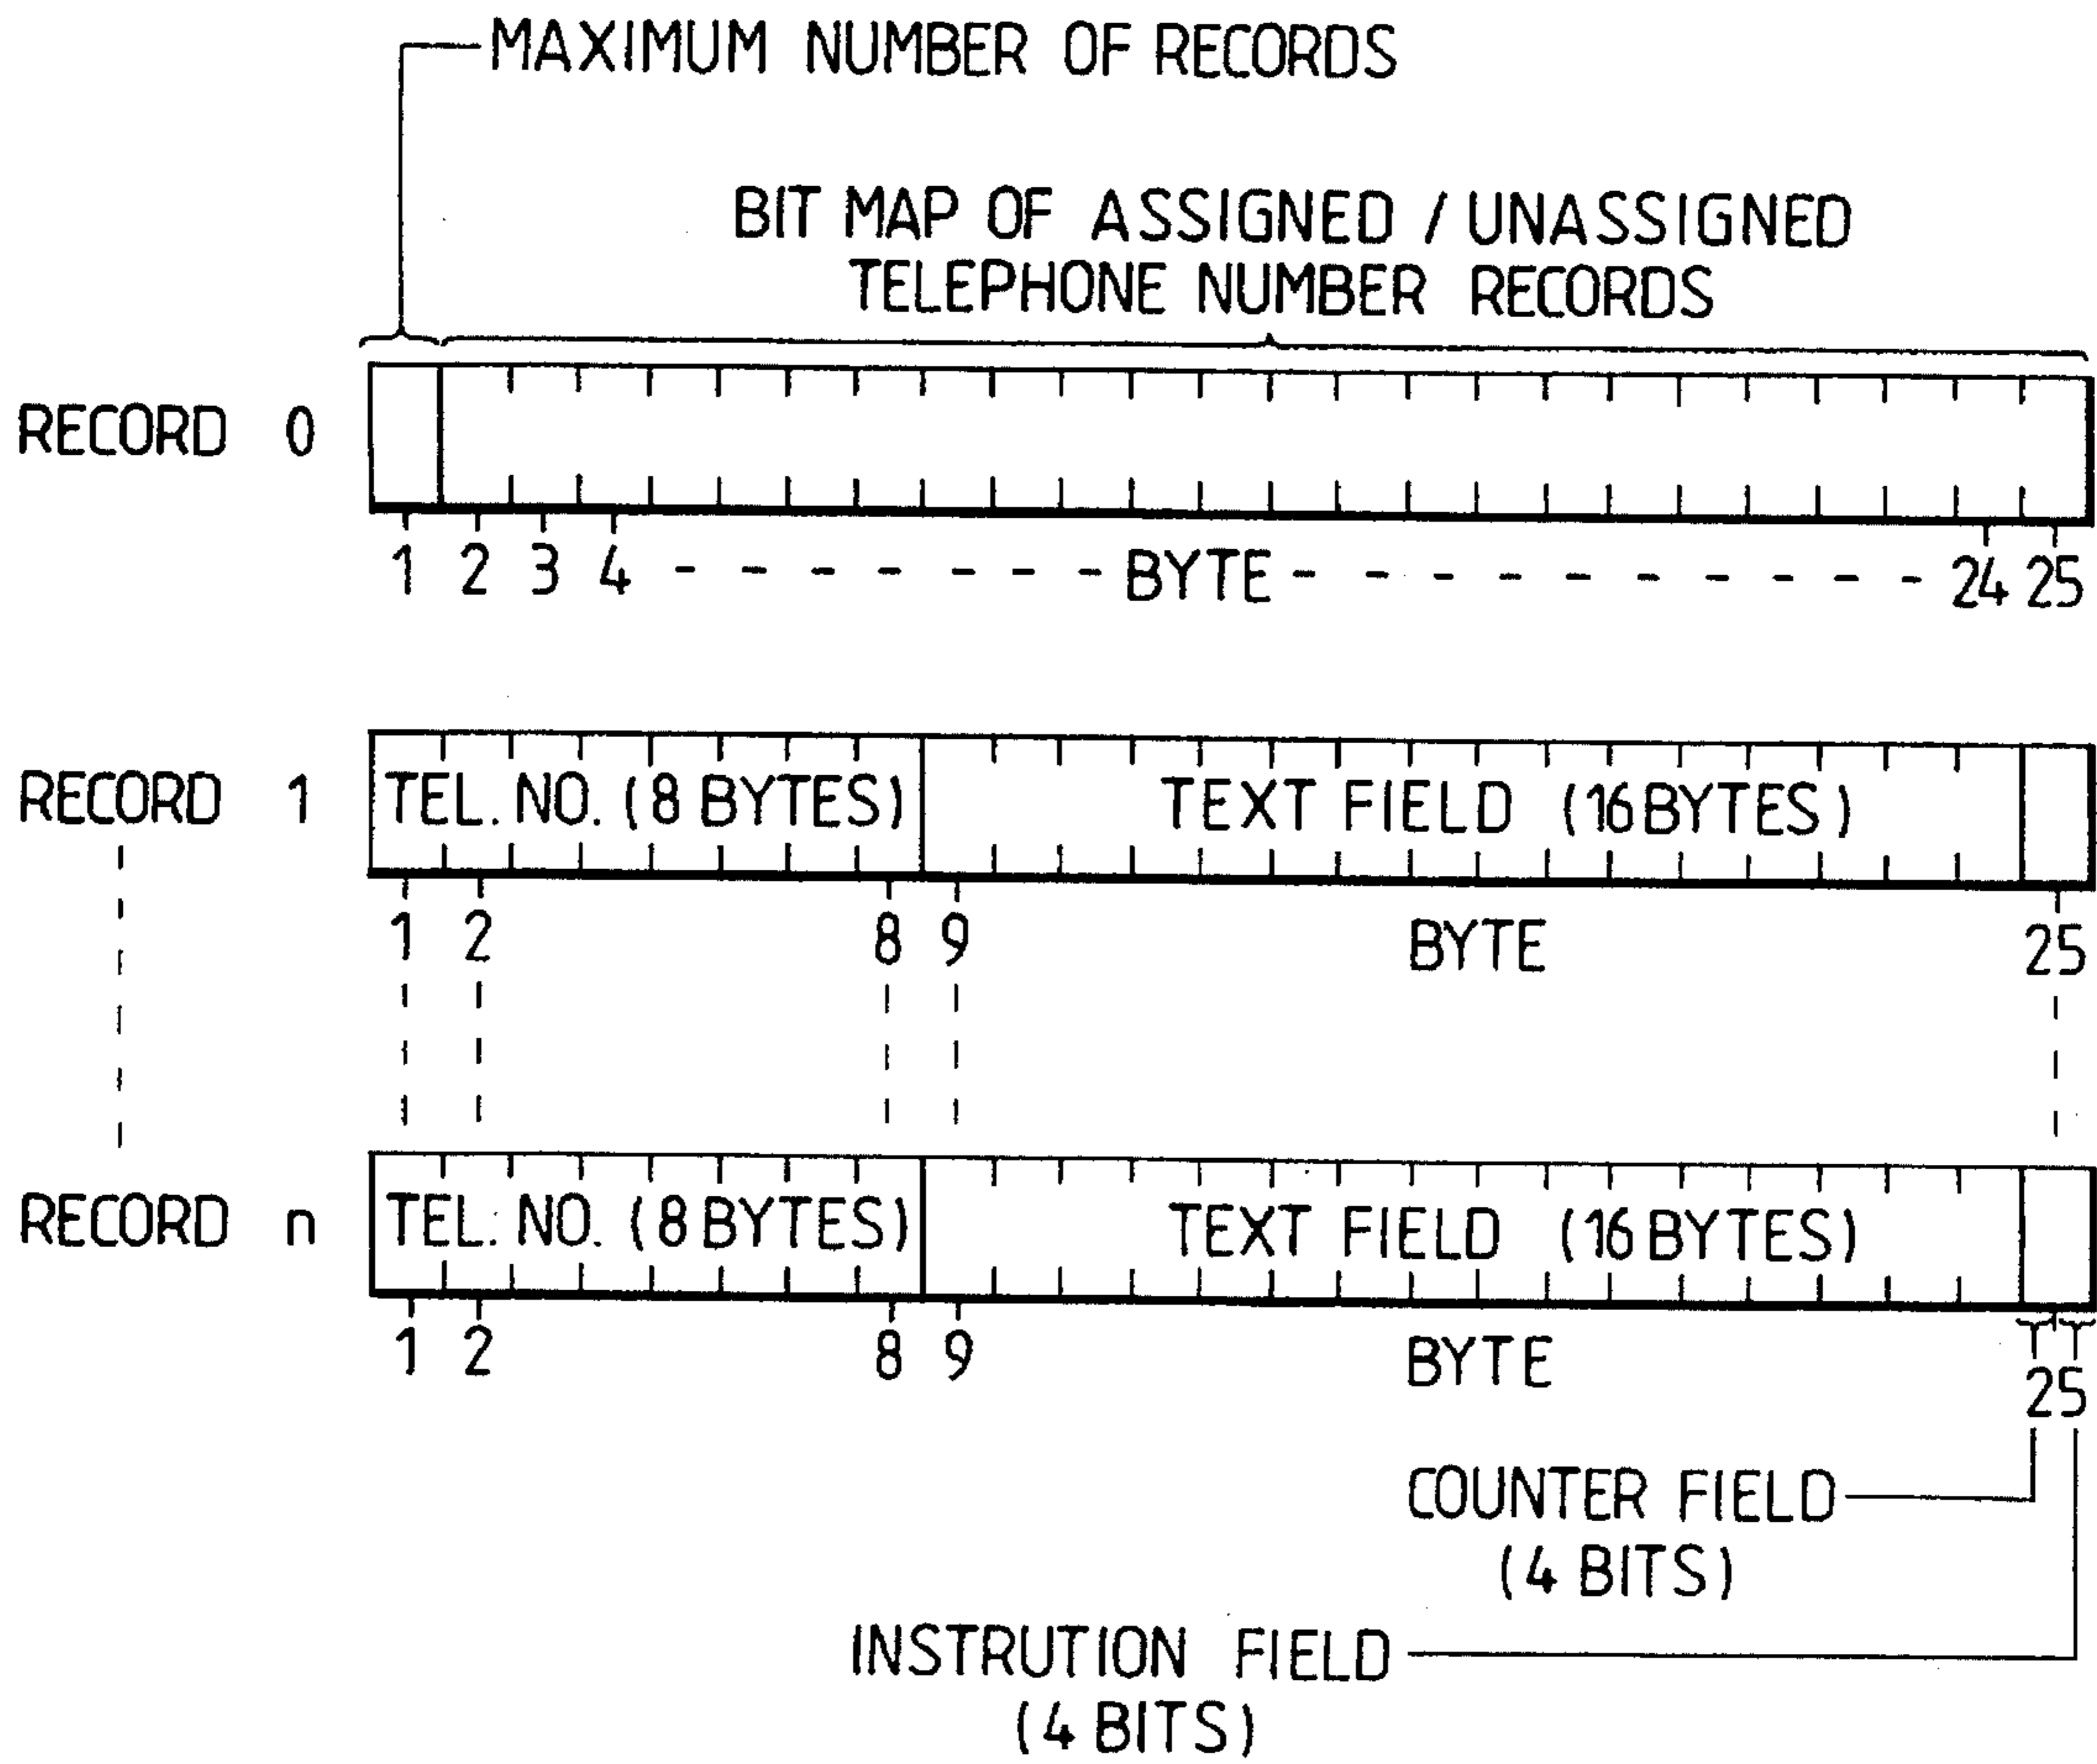 MAXIMUM NUMBER OF RECORDS
BIT MAP OF ASSIGNED / UNASSIGNED
TELEPHONE NUMBER RECORDS
RECORD 0
1 2 3 4 - - - - - - - BYTE - - - - - - - - - - 24 25
RECORD 1 TEL. NO. (8 BYTES) TEXT FIELD (16 BYTES)
1 2 8 9 BYTE 25
RECORD n TEL. NO. (8 BYTES) TEXT FIELD (16 BYTES)
1 2 8 9 BYTE 25
COUNTER FIELD
(4 BITS)
INSTRUTION FIELD
(4 BITS)